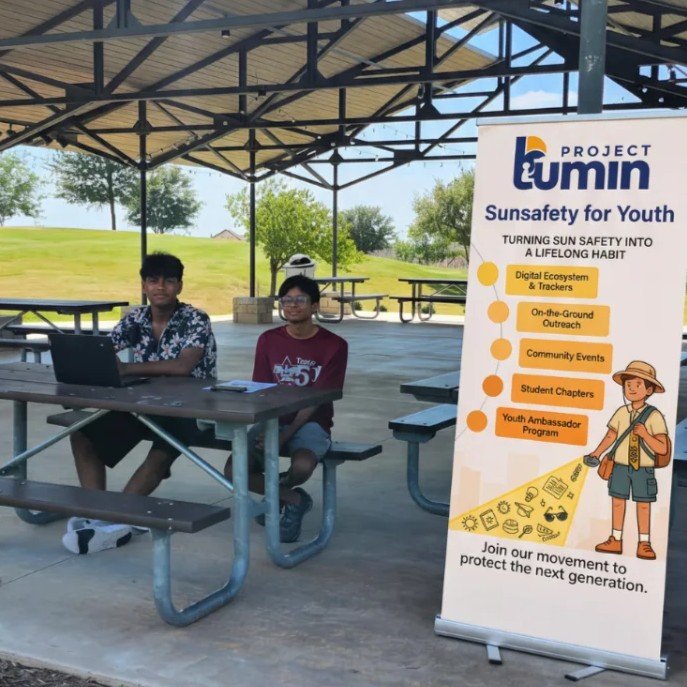 PROJECT
Lumin
Sunsafety for Youth
TURNING SUN SAFETY INTO
A LIFELONG HABIT
Digital Ecosystem
& Trackers
On-the-Ground
Outreach
Community Events
Student Chapters
Youth Ambassador
Program
Join our movement to
protect the next generation.